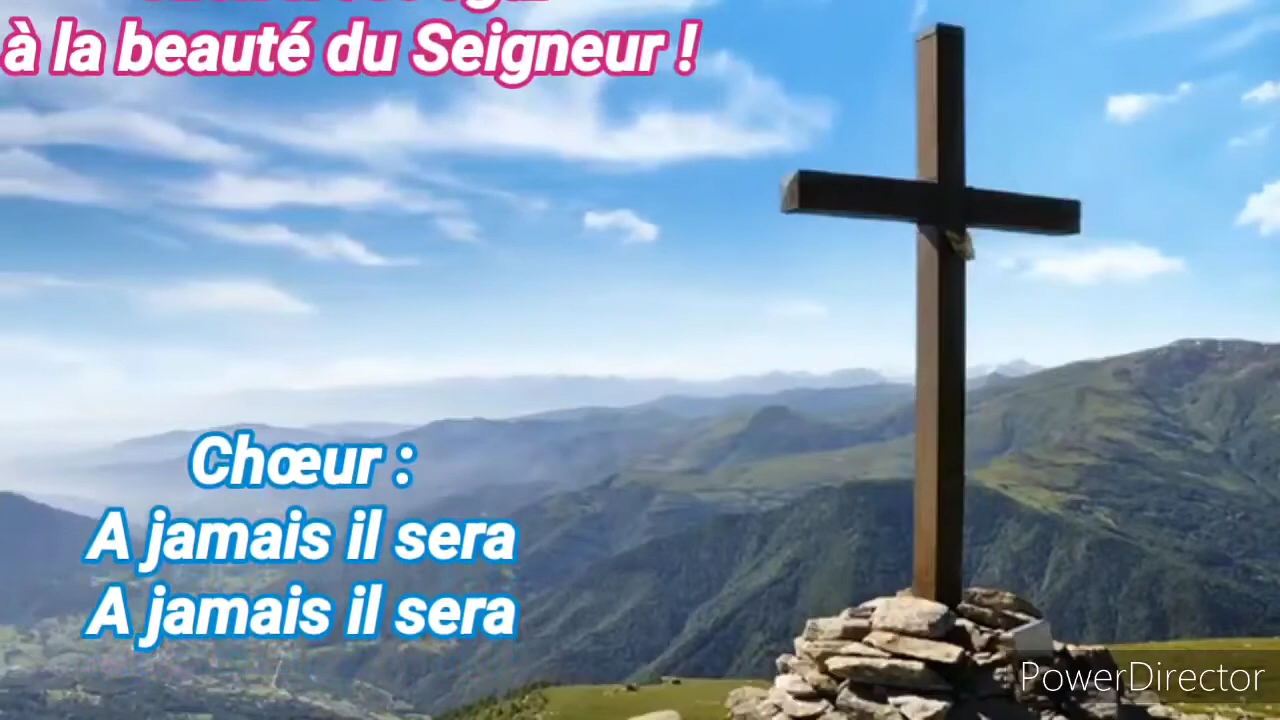 à la beauté du Seigneur !
Chœur :
A jamais il sera
A jamais il sera
PowerDirector